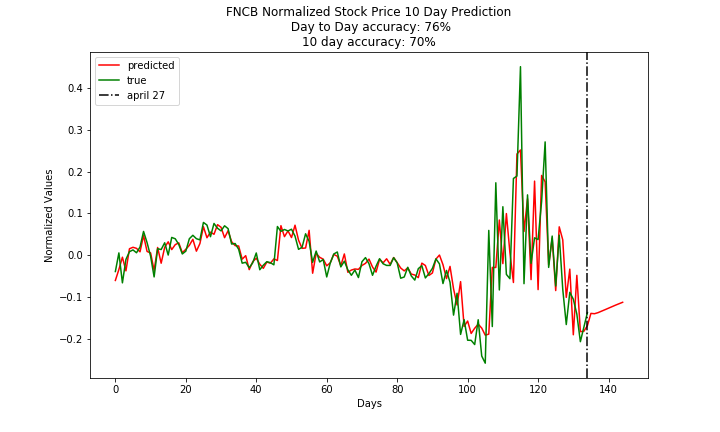 FNCB Normalized Stock Price 10 Day Prediction
Day to Day accuracy: 76%
10 day accuracy: 70%
predicted
true
april 27
Normalized Values
0.4
0.3
0.2
0.1
0.0
−0.1
−0.2
0
20
40
60
80
100
120
140
Days